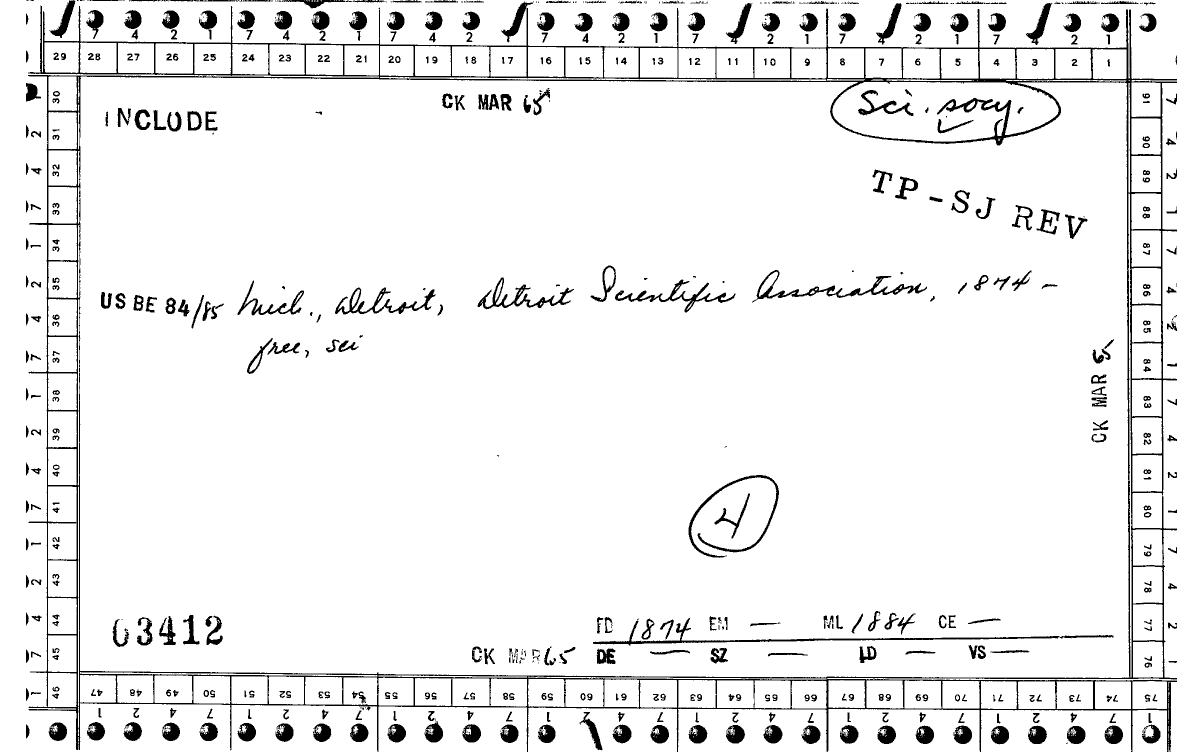 7 4 2 1 7 4 2 1 7 4 2 1 7 4 2 1 7 4 2 1 7 4 2 1 7 4 2 1
29 28 27 26 25 24 23 22 21 20 19 18 17 16 15 14 13 12 11 10 9 8 7 6 5 4 3 2 1
INCLUDE
CK MAR 65
Sci. socy.
TP-SJ REV
US BE 84/85 Mich., Detroit, Detroit Scientific Association, 1874 –
free, sci
CK MAR 65
4
63412
FD 1874 EM — ML 1884 CE —
CK MAR 65 DE — SZ — LD — VS —
30
31
32
33
34
35
36
37
38
39
40
41
42
43
44
45
46
91
90
89
88
87
86
85
84
83
82
81
80
79
78
77
76
47 48 49 50 51 52 53 54 55 56 57 58 59 60 61 62 63 64 65 66 67 68 69 70 71 72 73 74 75
1 2 4 7 1 2 4 7 1 2 4 7 1 2 4 7 1 2 4 7 1 2 4 7 1 2 4 7 1